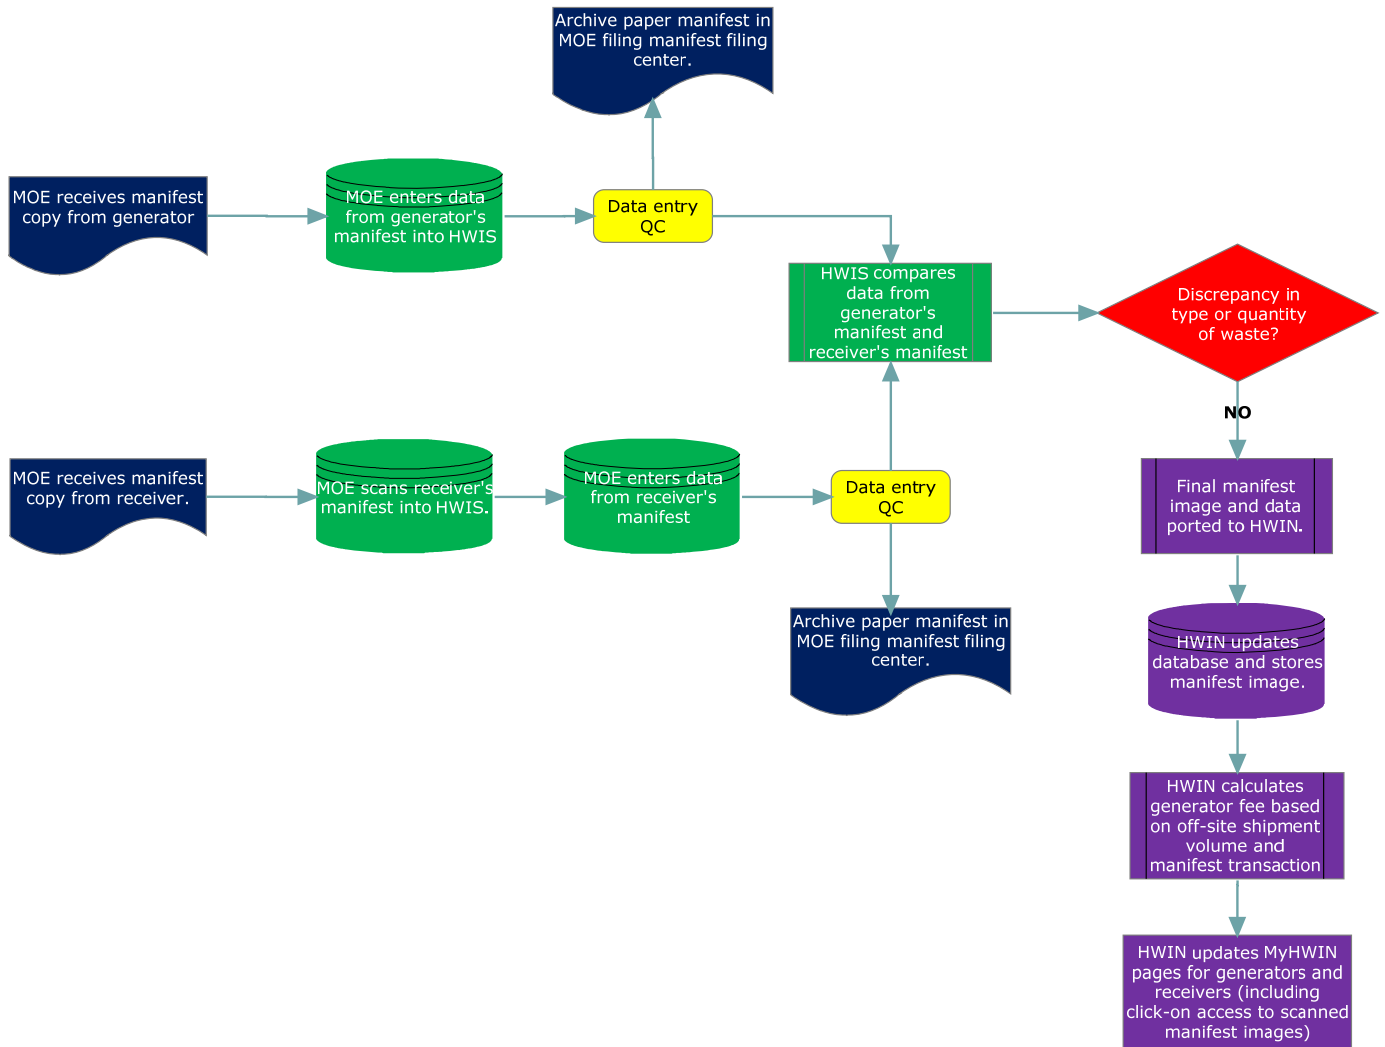 Archive paper manifest in
MOE filing manifest filing
center.
MOE receives manifest
copy from generator
MOE enters data
from generator's
manifest into HWIS
Data entry
QC
HWIS compares
data from
generator's
manifest and
receiver's manifest
Discrepancy in
type or quantity
of waste?
NO
MOE receives manifest
copy from receiver.
MOE scans receiver's
manifest into HWIS.
MOE enters data
from receiver's
manifest
Data entry
QC
Final manifest
image and data
ported to HWIN.
Archive paper manifest in
MOE filing manifest filing
center.
HWIN updates
database and stores
manifest image.
HWIN calculates
generator fee based
on off-site shipment
volume and
manifest transaction
HWIN updates MyHWIN
pages for generators and
receivers (including
click-on access to scanned
manifest images)